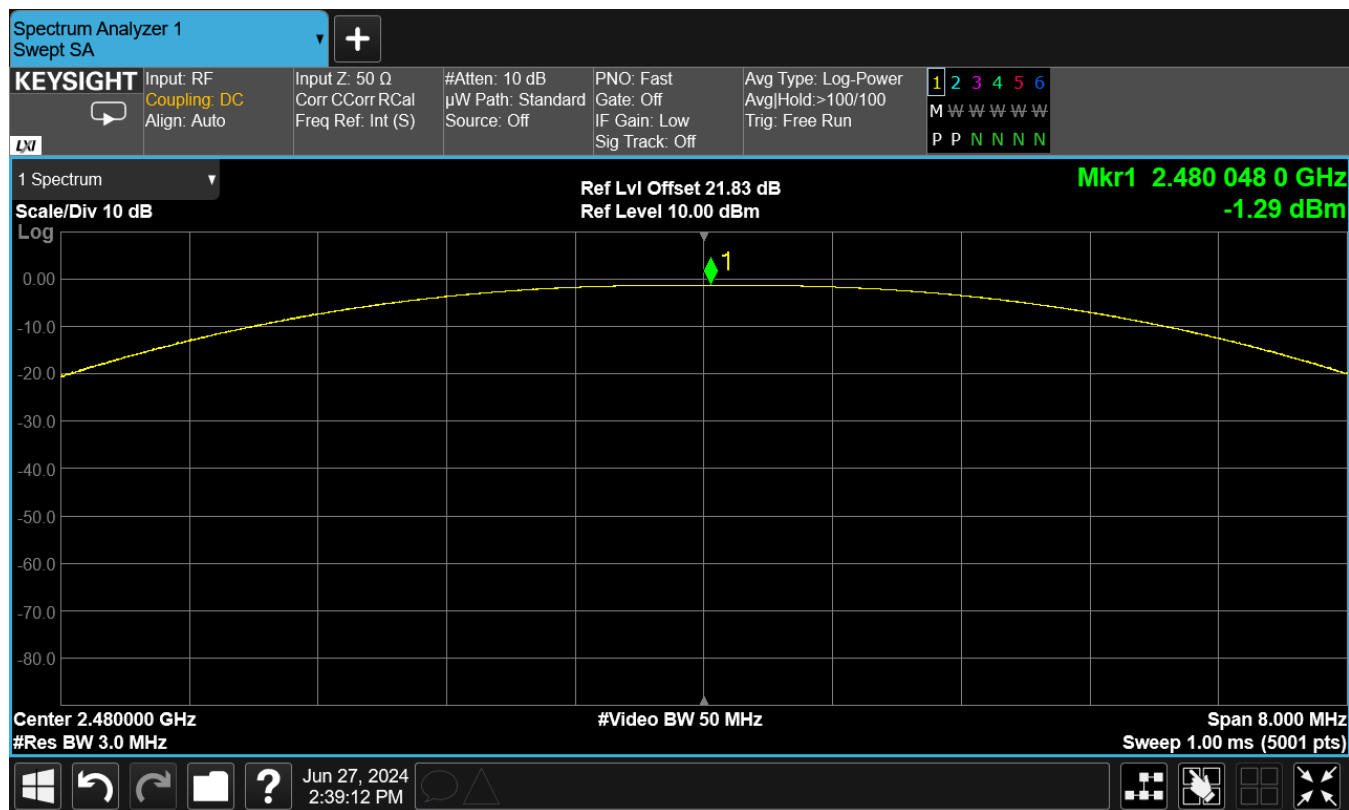 Spectrum Analyzer 1
Swept SA
KEYSIGHT
LXI
Input: RF
Coupling: DC
Align: Auto
Input Z: 50 Ω
Corr CCorr RCal
Freq Ref: Int (S)
#Atten: 10 dB
µW Path: Standard
Source: Off
PNO: Fast
Gate: Off
IF Gain: Low
Sig Track: Off
Avg Type: Log-Power
Avg|Hold:>100/100
Trig: Free Run
1 2 3 4 5 6
M W W W W W
P P N N N N
1 Spectrum
Scale/Div 10 dB
Log
Ref Lvl Offset 21.83 dB
Ref Level 10.00 dBm
Mkr1 2.480 048 0 GHz
-1.29 dBm
1
0.00
-10.0
-20.0
-30.0
-40.0
-50.0
-60.0
-70.0
-80.0
Center 2.480000 GHz
#Res BW 3.0 MHz
#Video BW 50 MHz
Span 8.000 MHz
Sweep 1.00 ms (5001 pts)
?
Jun 27, 2024
2:39:12 PM